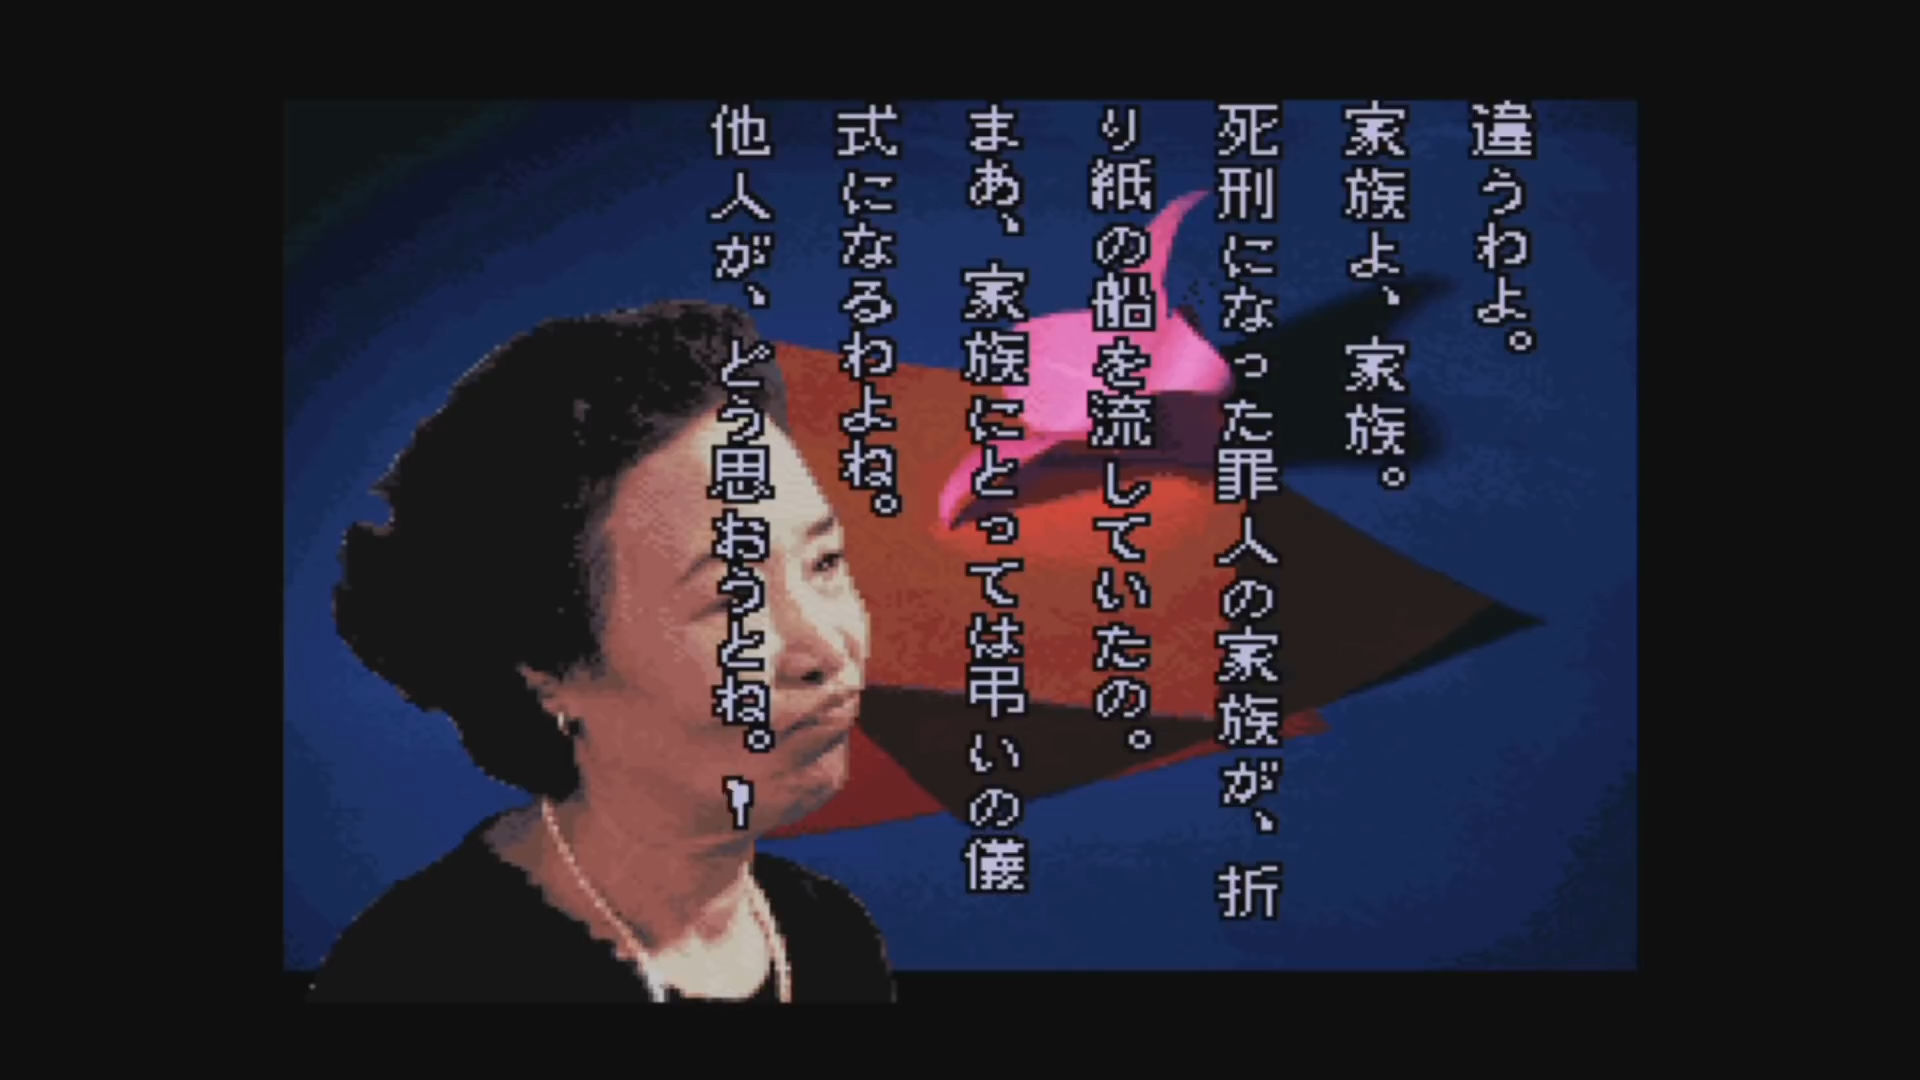 違うわよ。
家族よ、家族。
死刑になった罪人の家族が、折
り紙の船を流していたの。
まあ、家族にとっては弔いの儀
式になるわよね。
他人が、どう思おうとね。